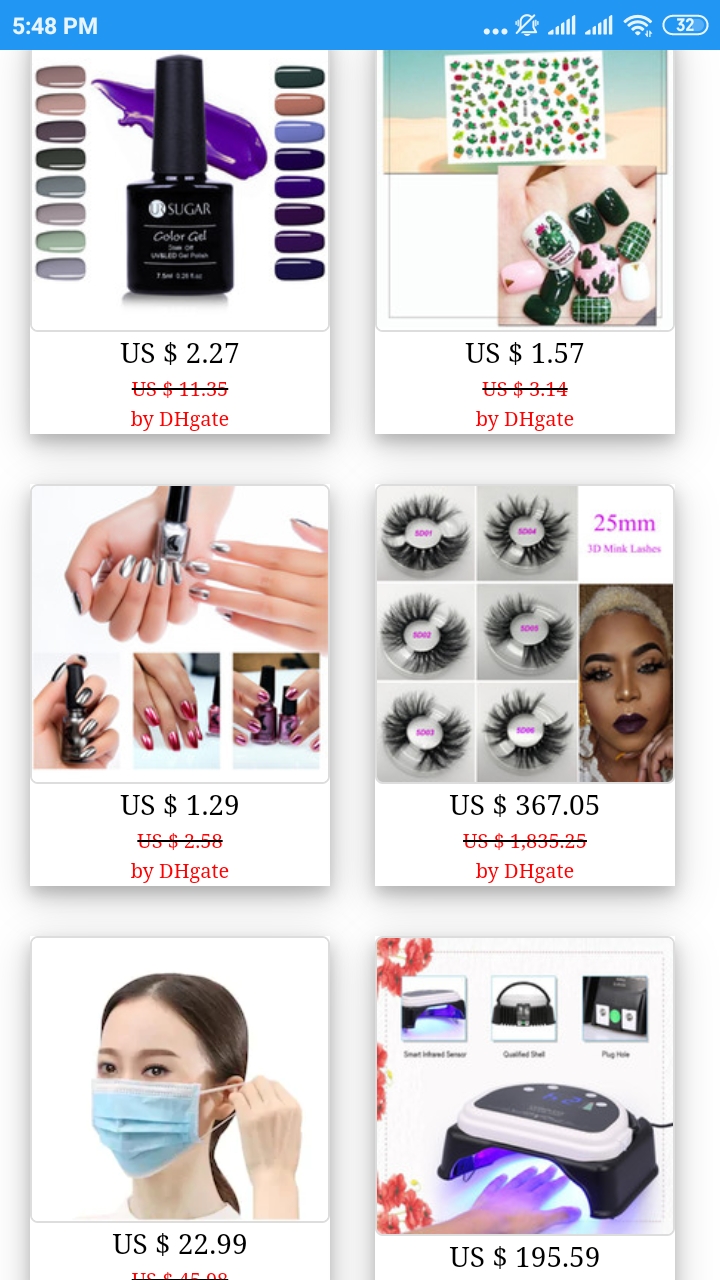 5:48 PM
32
UR SUGAR
Color Gel
Soak Off
UV&LED Gel Polish
7.5ml 0.26 fl.oz
US $ 2.27
US $ 11.35
by DHgate
US $ 1.57
US $ 3.14
by DHgate
US $ 1.29
US $ 2.58
by DHgate
5D01
5D04
25mm
3D Mink Lashes
5D02
5D05
5D03
5D06
US $ 367.05
US $ 1,835.25
by DHgate
US $ 22.99
US $ 45.98
Smart Infrared Sensor
Qualified Shell
Plug Hole
US $ 195.59